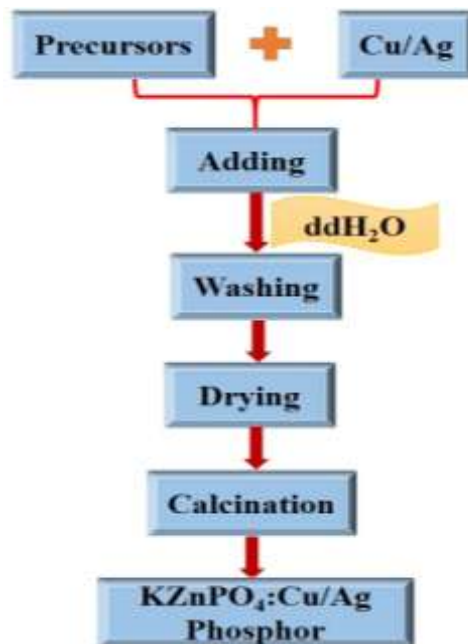 Precursors
Cu/Ag
Adding
ddH₂O
Washing
Drying
Calcination
KZnPO₄:Cu/Ag
Phosphor